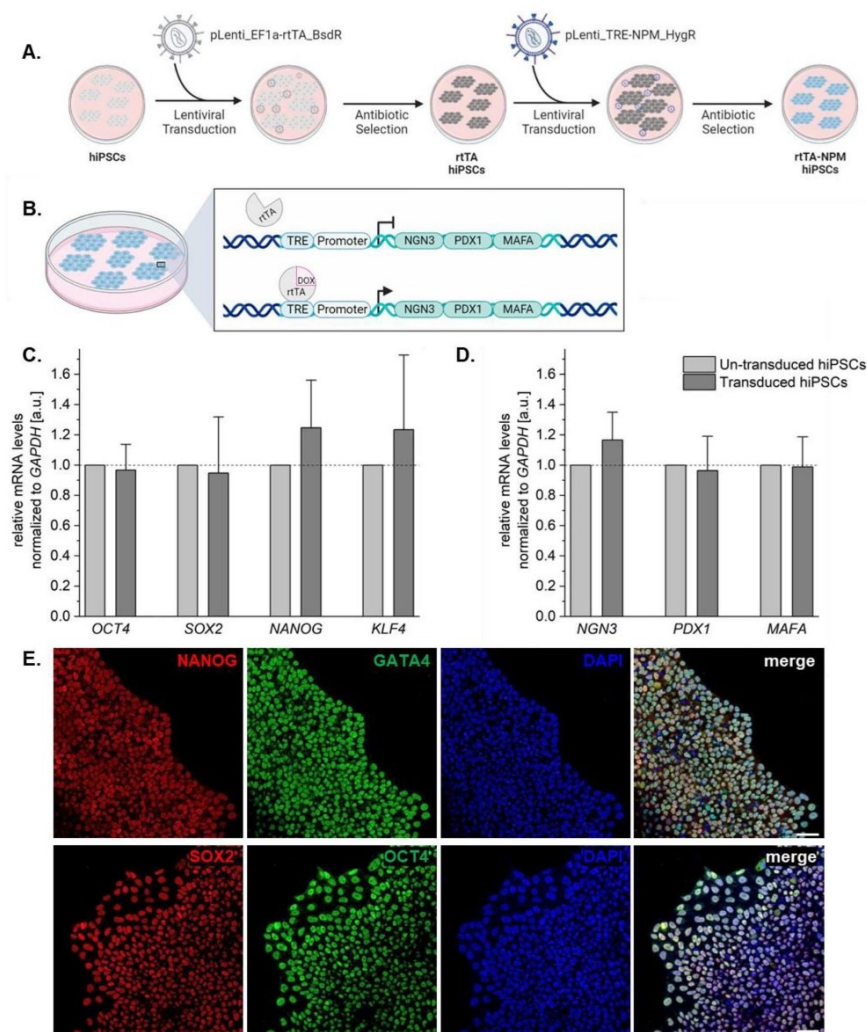 A.
pLenti_EF1a-rtTA_BsdR
pLenti_TRE-NPM_HygR
Lentiviral
Transduction
Antibiotic
Selection
Lentiviral
Transduction
Antibiotic
Selection
hiPSCs
rtTA
hiPSCs
rtTA-NPM
hiPSCs
B.
rtTA
TRE Promoter NGN3 PDX1 MAFA
DOX
rtTA
TRE Promoter NGN3 PDX1 MAFA
C.
relative mRNA levels
normalized to GAPDH [a.u.]
1.6
1.4
1.2
1.0
0.8
0.6
0.4
0.2
0.0
OCT4 SOX2 NANOG KLF4
D.
Un-transduced hiPSCs
Transduced hiPSCs
relative mRNA levels
normalized to GAPDH [a.u.]
1.6
1.4
1.2
1.0
0.8
0.6
0.4
0.2
0.0
NGN3 PDX1 MAFA
E.
NANOG GATA4 DAPI merge
SOX2 OCT4 DAPI merge